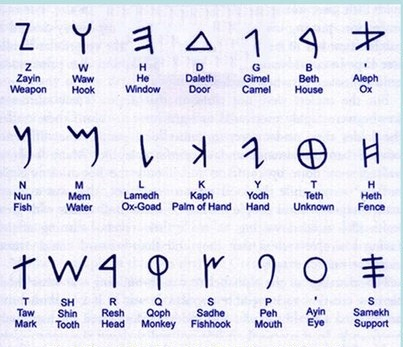 𐤆 𐤅 𐤄 𐤃 𐤂 𐤁 𐤀
Z W H D G B A
Zayin Waw He Daleth Gimel Beth Aleph
Weapon Hook Window Door Camel House Ox
𐤍 𐤌 𐤋 𐤊 𐤉 𐤈 𐤇
N M L K Y T H
Nun Mem Lamedh Kaph Yodh Teth Heth
Fish Water Ox-Goad Palm of Hand Hand Unknown Fence
𐤕 𐤔 𐤓 𐤒 𐤑 𐤐 𐤏 𐤎
T SH R Q S P ' S
Taw Shin Resh Qoph Sadhe Peh Ayin Samekh
Mark Tooth Head Monkey Fishhook Mouth Eye Support